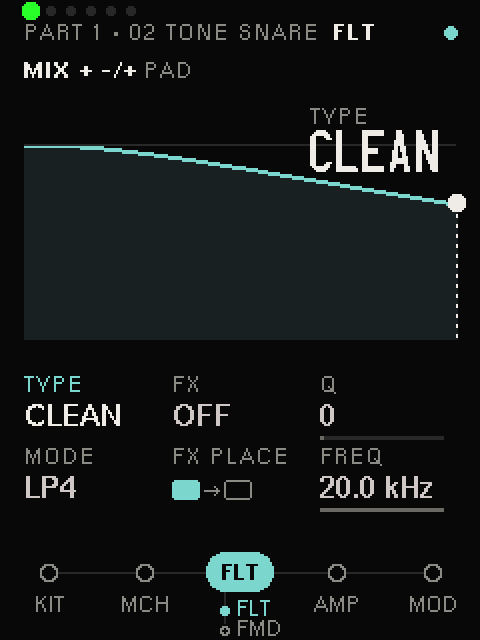 PART 1 · 02 TONE SNARE FLT
MIX + -/+ PAD
TYPE
CLEAN
TYPE FX Q
CLEAN OFF 0
MODE FX PLACE FREQ
LP4 → 20.0 kHz
FLT
KIT MCH FLT AMP MOD
FMD